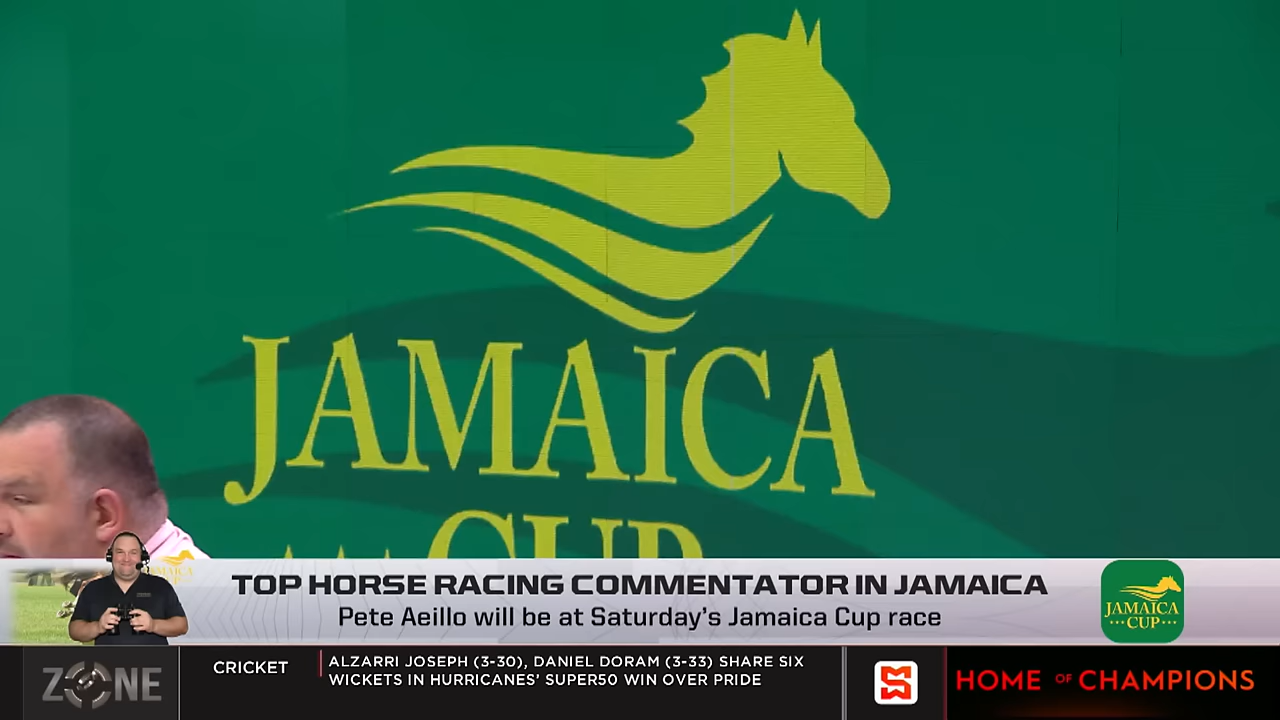 JAMAICA
CUP
TOP HORSE RACING COMMENTATOR IN JAMAICA
Pete Aeillo will be at Saturday's Jamaica Cup race
JAMAICA
···CUP···
ZONE
CRICKET
ALZARRI JOSEPH (3-30), DANIEL DORAM (3-33) SHARE SIX
WICKETS IN HURRICANES' SUPER50 WIN OVER PRIDE
HOME OF CHAMPIONS